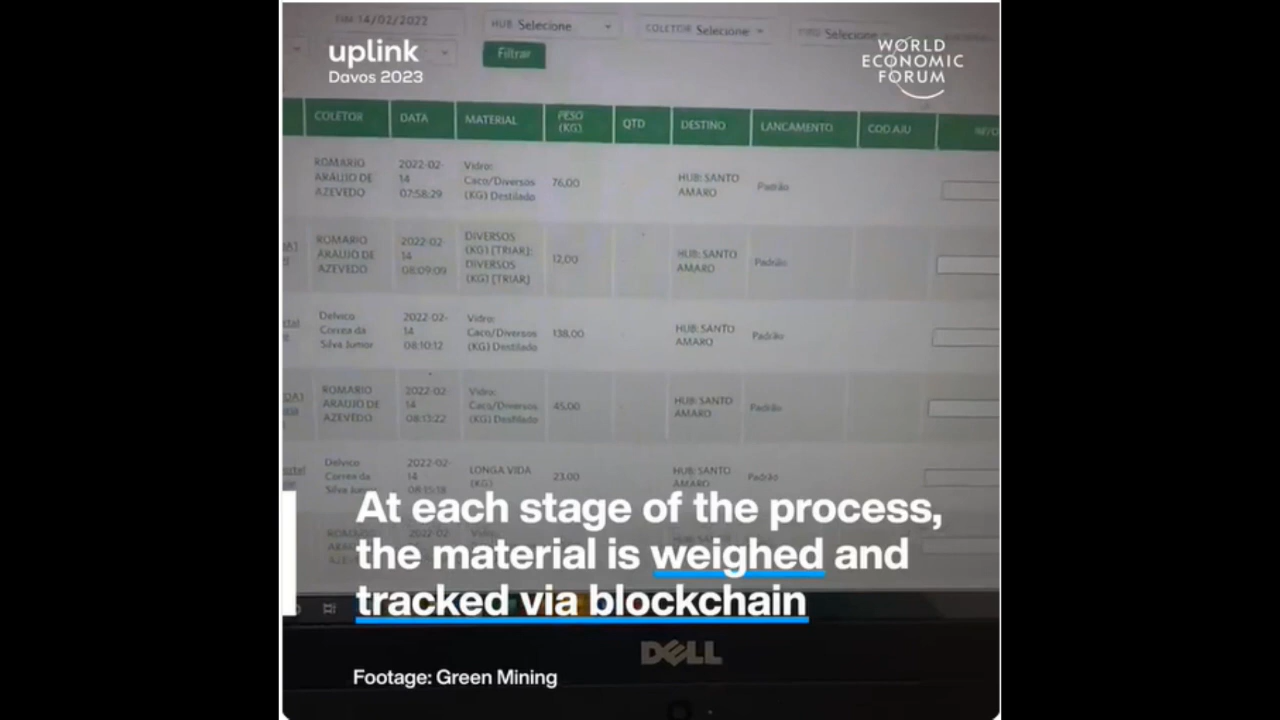 FIM 14/02/2022 HUB Selecione COLETOR Selecione Selecione
Filtrar
uplink
Davos 2023
WORLD
ECONOMIC
FORUM
COLETOR DATA MATERIAL PESO (KG) QTD DESTINO LANCAMENTO COD AJU
ROMARIO ARAUJO DE AZEVEDO 2022-02-14 07:58:29 Vidro: Caco/Diversos (KG) Destilado 76,00 HUB: SANTO AMARO Padrão
ROMARIO ARAUJO DE AZEVEDO 2022-02-14 08:09:09 DIVERSOS (KG) [TRIAR]: DIVERSOS (KG) [TRIAR] 12,00 HUB: SANTO AMARO Padrão
Delvico Correa da Silva Junior 2022-02-14 08:10:12 Vidro: Caco/Diversos (KG) Destilado 138,00 HUB: SANTO AMARO Padrão
ROMARIO ARAUJO DE AZEVEDO 2022-02-14 08:13:22 Vidro: Caco/Diversos (KG) Destilado 45,00 HUB: SANTO AMARO Padrão
Delvico Correa da Silva Junior 2022-02-14 08:15:18 LONGA VIDA (KG) 23,00 HUB: SANTO AMARO Padrão
At each stage of the process,
the material is weighed and
tracked via blockchain
DELL
Footage: Green Mining